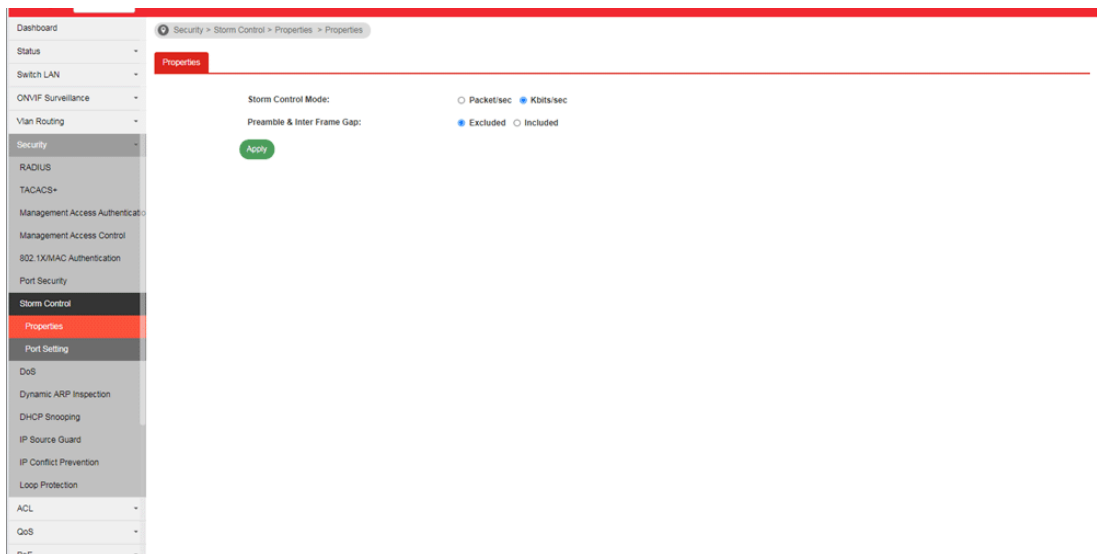 Dashboard
Status
Switch LAN
ONVIF Surveillance
Vlan Routing
Security
RADIUS
TACACS+
Management Access Authenticatio
Management Access Control
802.1X/MAC Authentication
Port Security
Storm Control
Properties
Port Setting
DoS
Dynamic ARP Inspection
DHCP Snooping
IP Source Guard
IP Conflict Prevention
Loop Protection
ACL
QoS
Security > Storm Control > Properties > Properties
Properties
Storm Control Mode: Packet/sec Kbits/sec
Preamble & Inter Frame Gap: Excluded Included
Apply